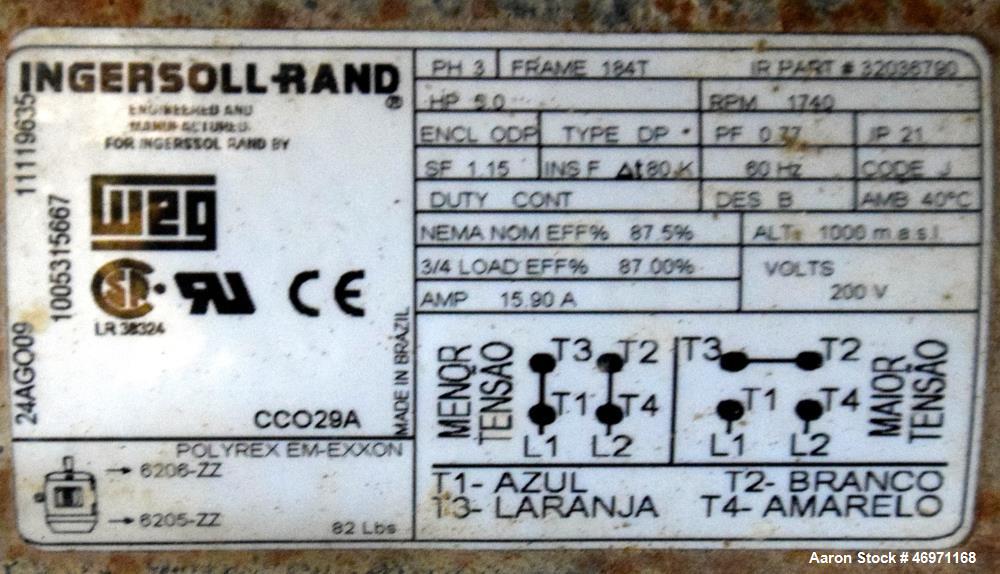 INGERSOLL-RAND
®
ENGINEERED AND
MANUFACTURED
FOR INGERSSOL RAND BY
11119635
24AGO09
1005315667
WEG
SA
LR 38324
CE
MADE IN BRAZIL
CCO29A
POLYREX EM-EXXON
6206-ZZ
6205-ZZ
82 Lbs
PH 3 FRAME 184T IR PART # 32036790
HP 5.0 RPM 1740
ENCL ODP TYPE DP PF 0.77 IP 21
SF 1.15 INS F Δt80 K 60 Hz CODE J
DUTY CONT DES B AMB 40°C
NEMA NOM EFF% 87.5% ALT: 1000 m.a.s.l.
3/4 LOAD EFF% 87.00% VOLTS
AMP 15.90 A 200 V
MENOR
TENSÃO
T3 T2
T1 T4
L1 L2
T3 T2
T1 T4
L1 L2
MAIOR
TENSÃO
T1- AZUL T2- BRANCO
T3- LARANJA T4- AMARELO
Aaron Stock # 46971168